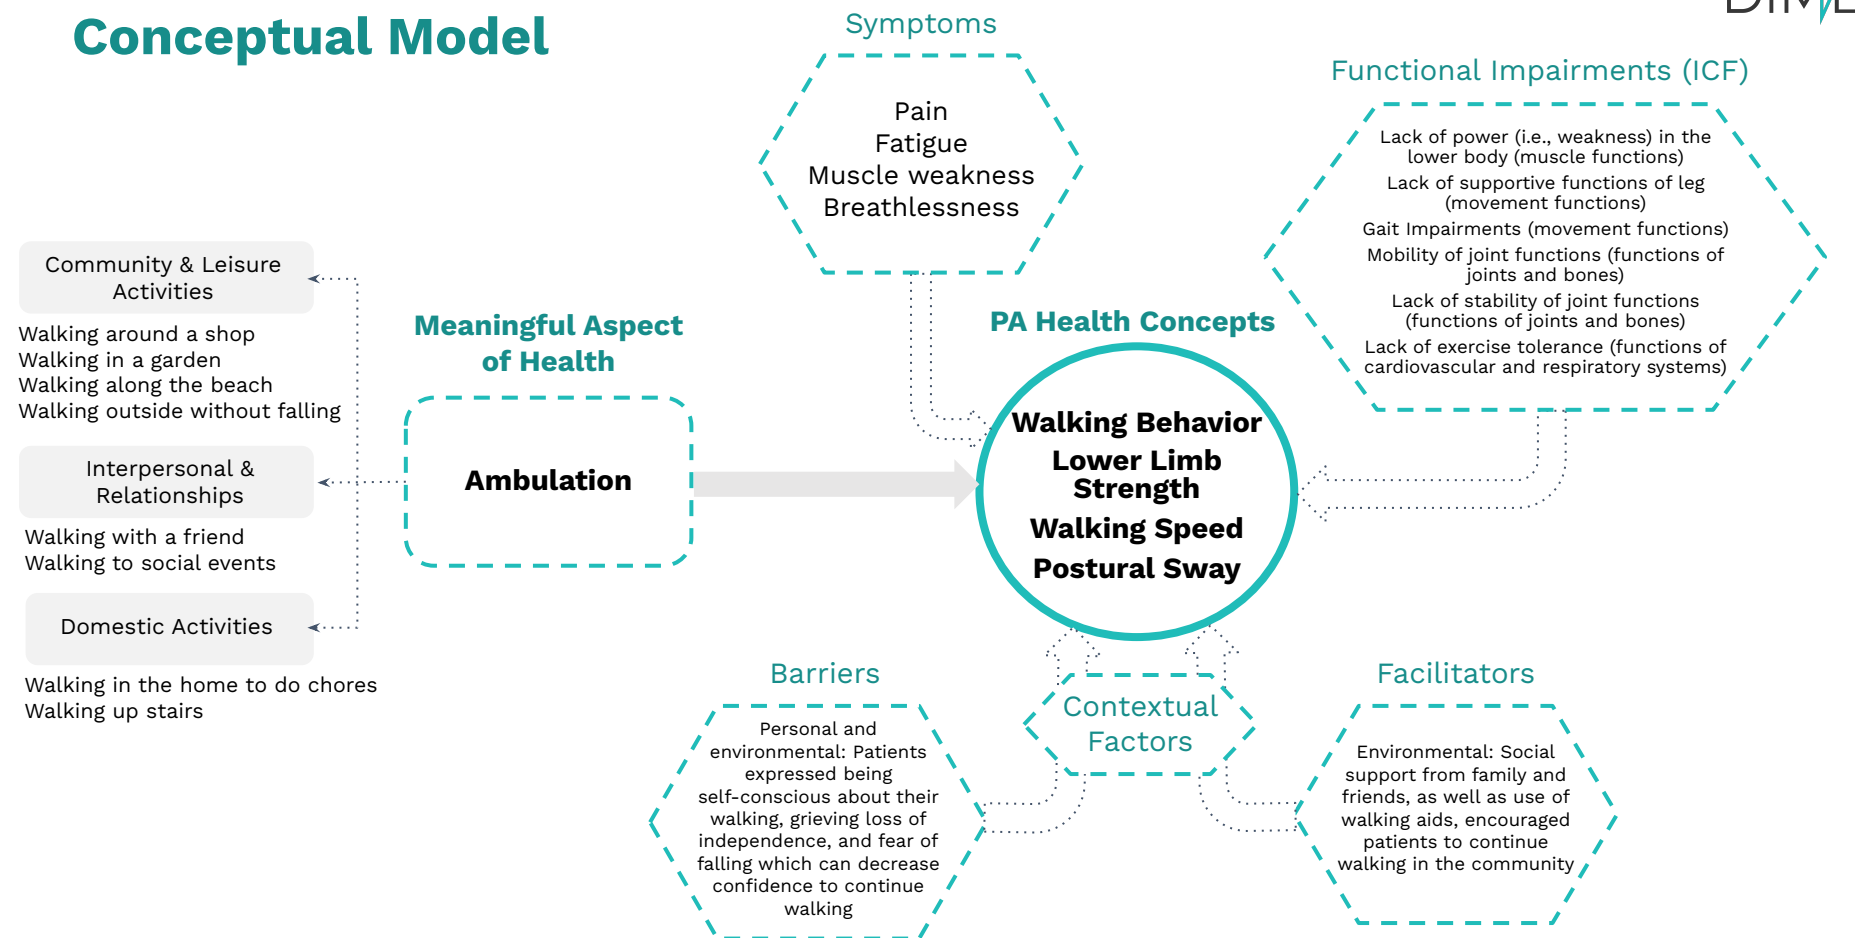 Conceptual Model
Symptoms
Pain
Fatigue
Muscle weakness
Breathlessness
Functional Impairments (ICF)
Lack of power (i.e., weakness) in the
lower body (muscle functions)
Lack of supportive functions of leg
(movement functions)
Gait Impairments (movement functions)
Mobility of joint functions (functions of
joints and bones)
Lack of stability of joint functions
(functions of joints and bones)
Lack of exercise tolerance (functions of
cardiovascular and respiratory systems)
Community & Leisure
Activities
Walking around a shop
Walking in a garden
Walking along the beach
Walking outside without falling
Interpersonal &
Relationships
Walking with a friend
Walking to social events
Domestic Activities
Walking in the home to do chores
Walking up stairs
Meaningful Aspect
of Health
Ambulation
PA Health Concepts
Walking Behavior
Lower Limb
Strength
Walking Speed
Postural Sway
Barriers
Personal and
environmental: Patients
expressed being
self-conscious about their
walking, grieving loss of
independence, and fear of
falling which can decrease
confidence to continue
walking
Contextual
Factors
Facilitators
Environmental: Social
support from family and
friends, as well as use of
walking aids, encouraged
patients to continue
walking in the community